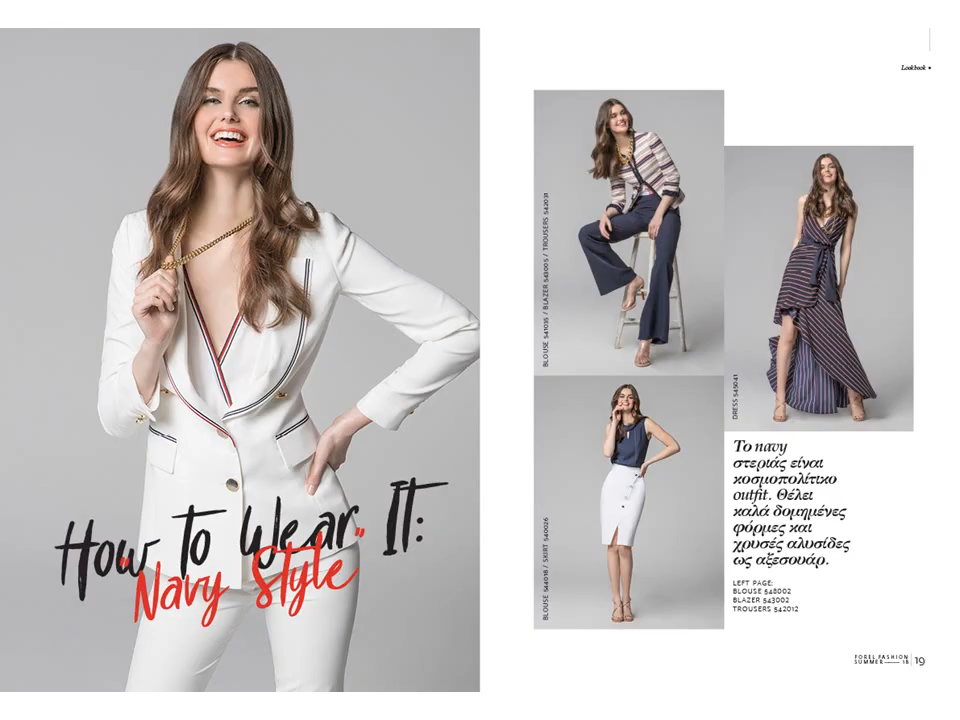 How to Wear It:
"Navy Style"
Lookbook •
BLOUSE 541035 / BLAZER 543005 / TROUSERS 542031
DRESS 545041
BLOUSE 544018 / SKIRT 540026
Το navy
στεριάς είναι
κοσμοπολίτικο
outfit. Θέλει
καλά δομημένες
φόρμες και
χρυσές αλυσίδες
ως αξεσουάρ.
LEFT PAGE:
BLOUSE 548002
BLAZER 543002
TROUSERS 542012
FOREL FASHION
SUMMER — 18 | 19